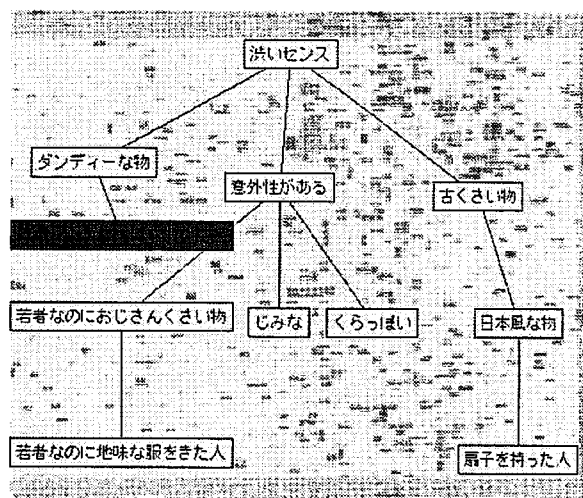 渋いセンス
ダンディーな物
意外性がある
古くさい物
若者なのにおじさんくさい物
じみな
くらっぽい
日本風な物
若者なのに地味な服をきた人
扇子を持った人